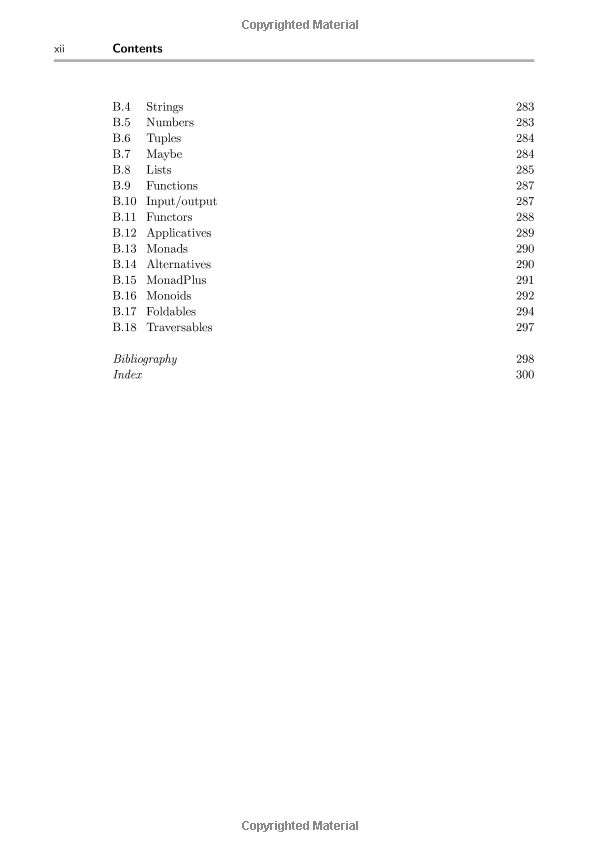 Copyrighted Material
xii Contents
B.4 Strings 283
B.5 Numbers 283
B.6 Tuples 284
B.7 Maybe 284
B.8 Lists 285
B.9 Functions 287
B.10 Input/output 287
B.11 Functors 288
B.12 Applicatives 289
B.13 Monads 290
B.14 Alternatives 290
B.15 MonadPlus 291
B.16 Monoids 292
B.17 Foldables 294
B.18 Traversables 297
Bibliography 298
Index 300
Copyrighted Material